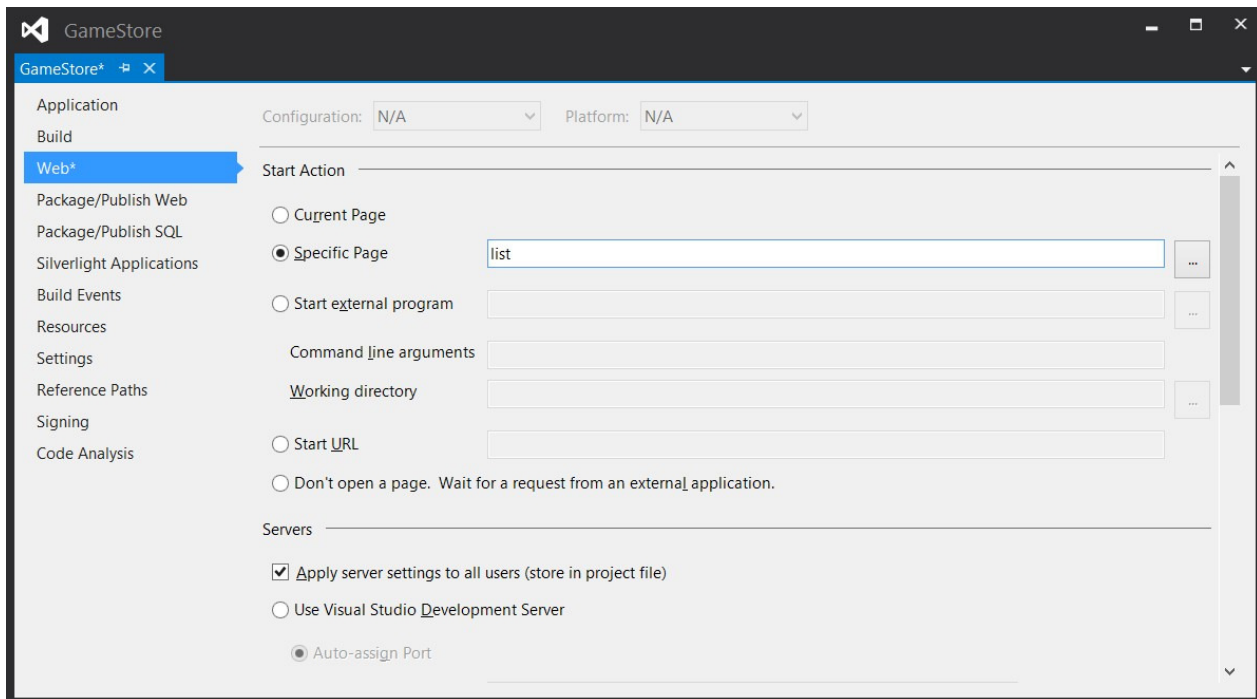 GameStore
GameStore*
Application
Build
Web*
Package/Publish Web
Package/Publish SQL
Silverlight Applications
Build Events
Resources
Settings
Reference Paths
Signing
Code Analysis
Configuration: N/A Platform: N/A
Start Action
Current Page
Specific Page list ...
Start external program ...
Command line arguments
Working directory ...
Start URL
Don't open a page. Wait for a request from an external application.
Servers
Apply server settings to all users (store in project file)
Use Visual Studio Development Server
Auto-assign Port